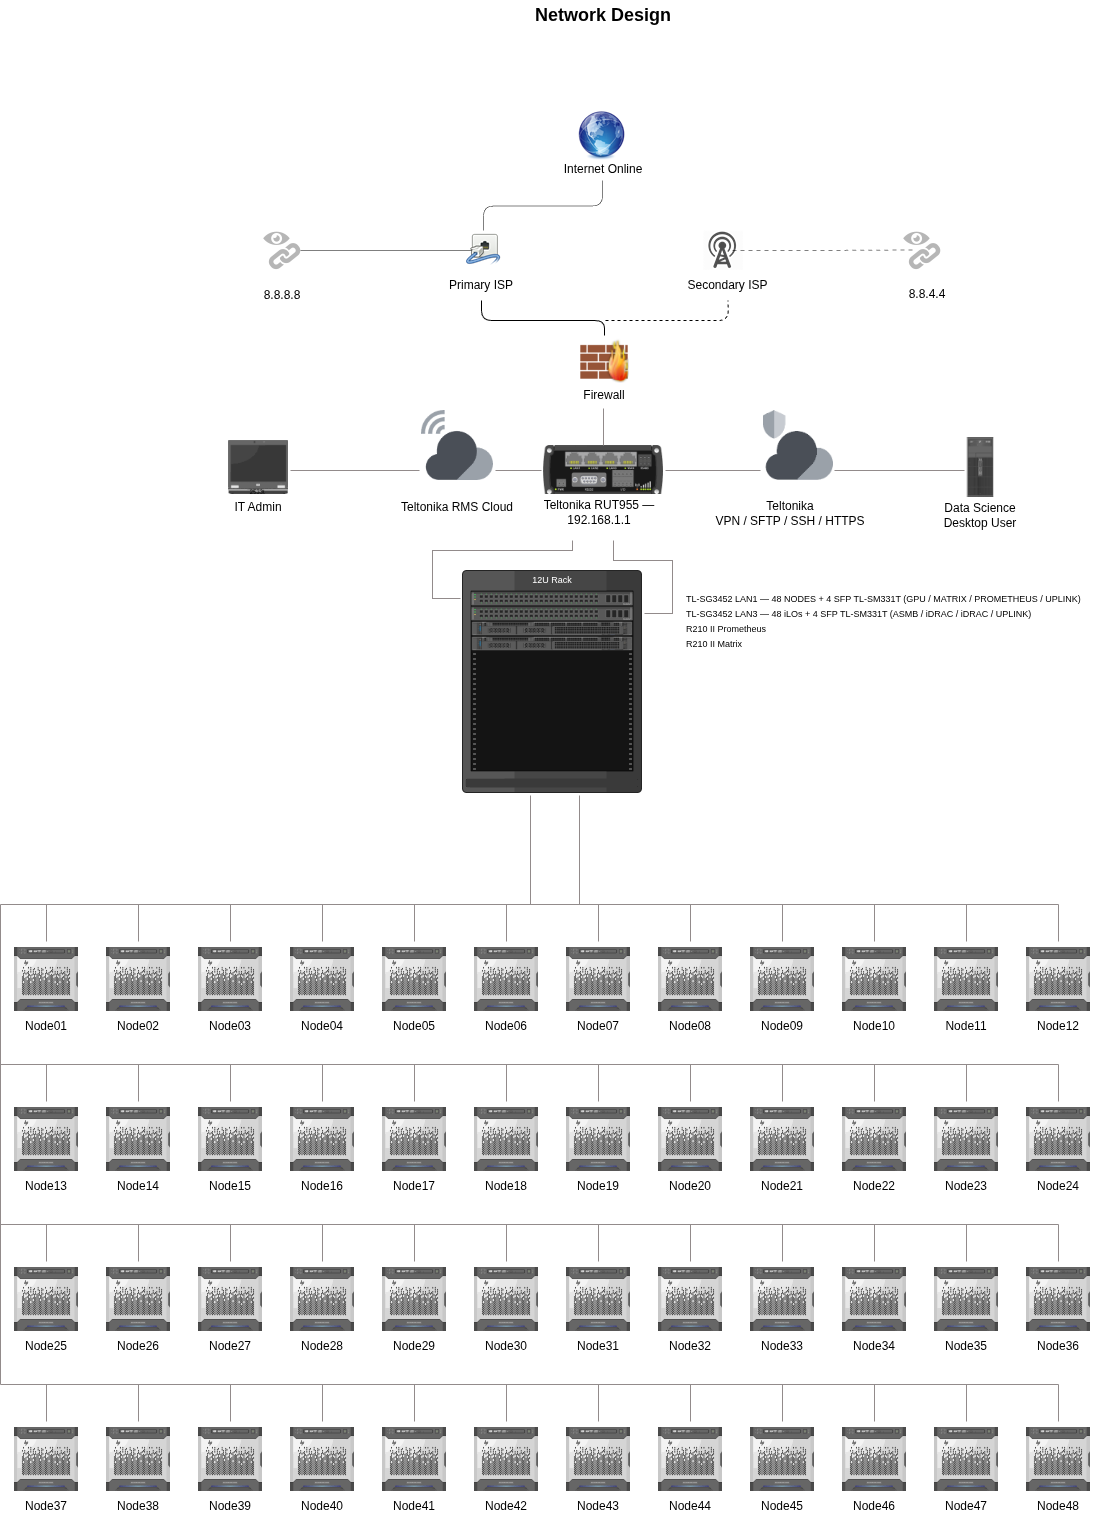 Network Design
Internet Online
8.8.8.8
Primary ISP
Secondary ISP
8.8.4.4
Firewall
IT Admin
Teltonika RMS Cloud
Teltonika RUT955 —
192.168.1.1
Teltonika
VPN / SFTP / SSH / HTTPS
Data Science
Desktop User
12U Rack
TL-SG3452 LAN1 — 48 NODES + 4 SFP TL-SM331T (GPU / MATRIX / PROMETHEUS / UPLINK)
TL-SG3452 LAN3 — 48 iLOs + 4 SFP TL-SM331T (ASMB / iDRAC / iDRAC / UPLINK)
R210 II Prometheus
R210 II Matrix
Node01 Node02 Node03 Node04 Node05 Node06 Node07 Node08 Node09 Node10 Node11 Node12
Node13 Node14 Node15 Node16 Node17 Node18 Node19 Node20 Node21 Node22 Node23 Node24
Node25 Node26 Node27 Node28 Node29 Node30 Node31 Node32 Node33 Node34 Node35 Node36
Node37 Node38 Node39 Node40 Node41 Node42 Node43 Node44 Node45 Node46 Node47 Node48